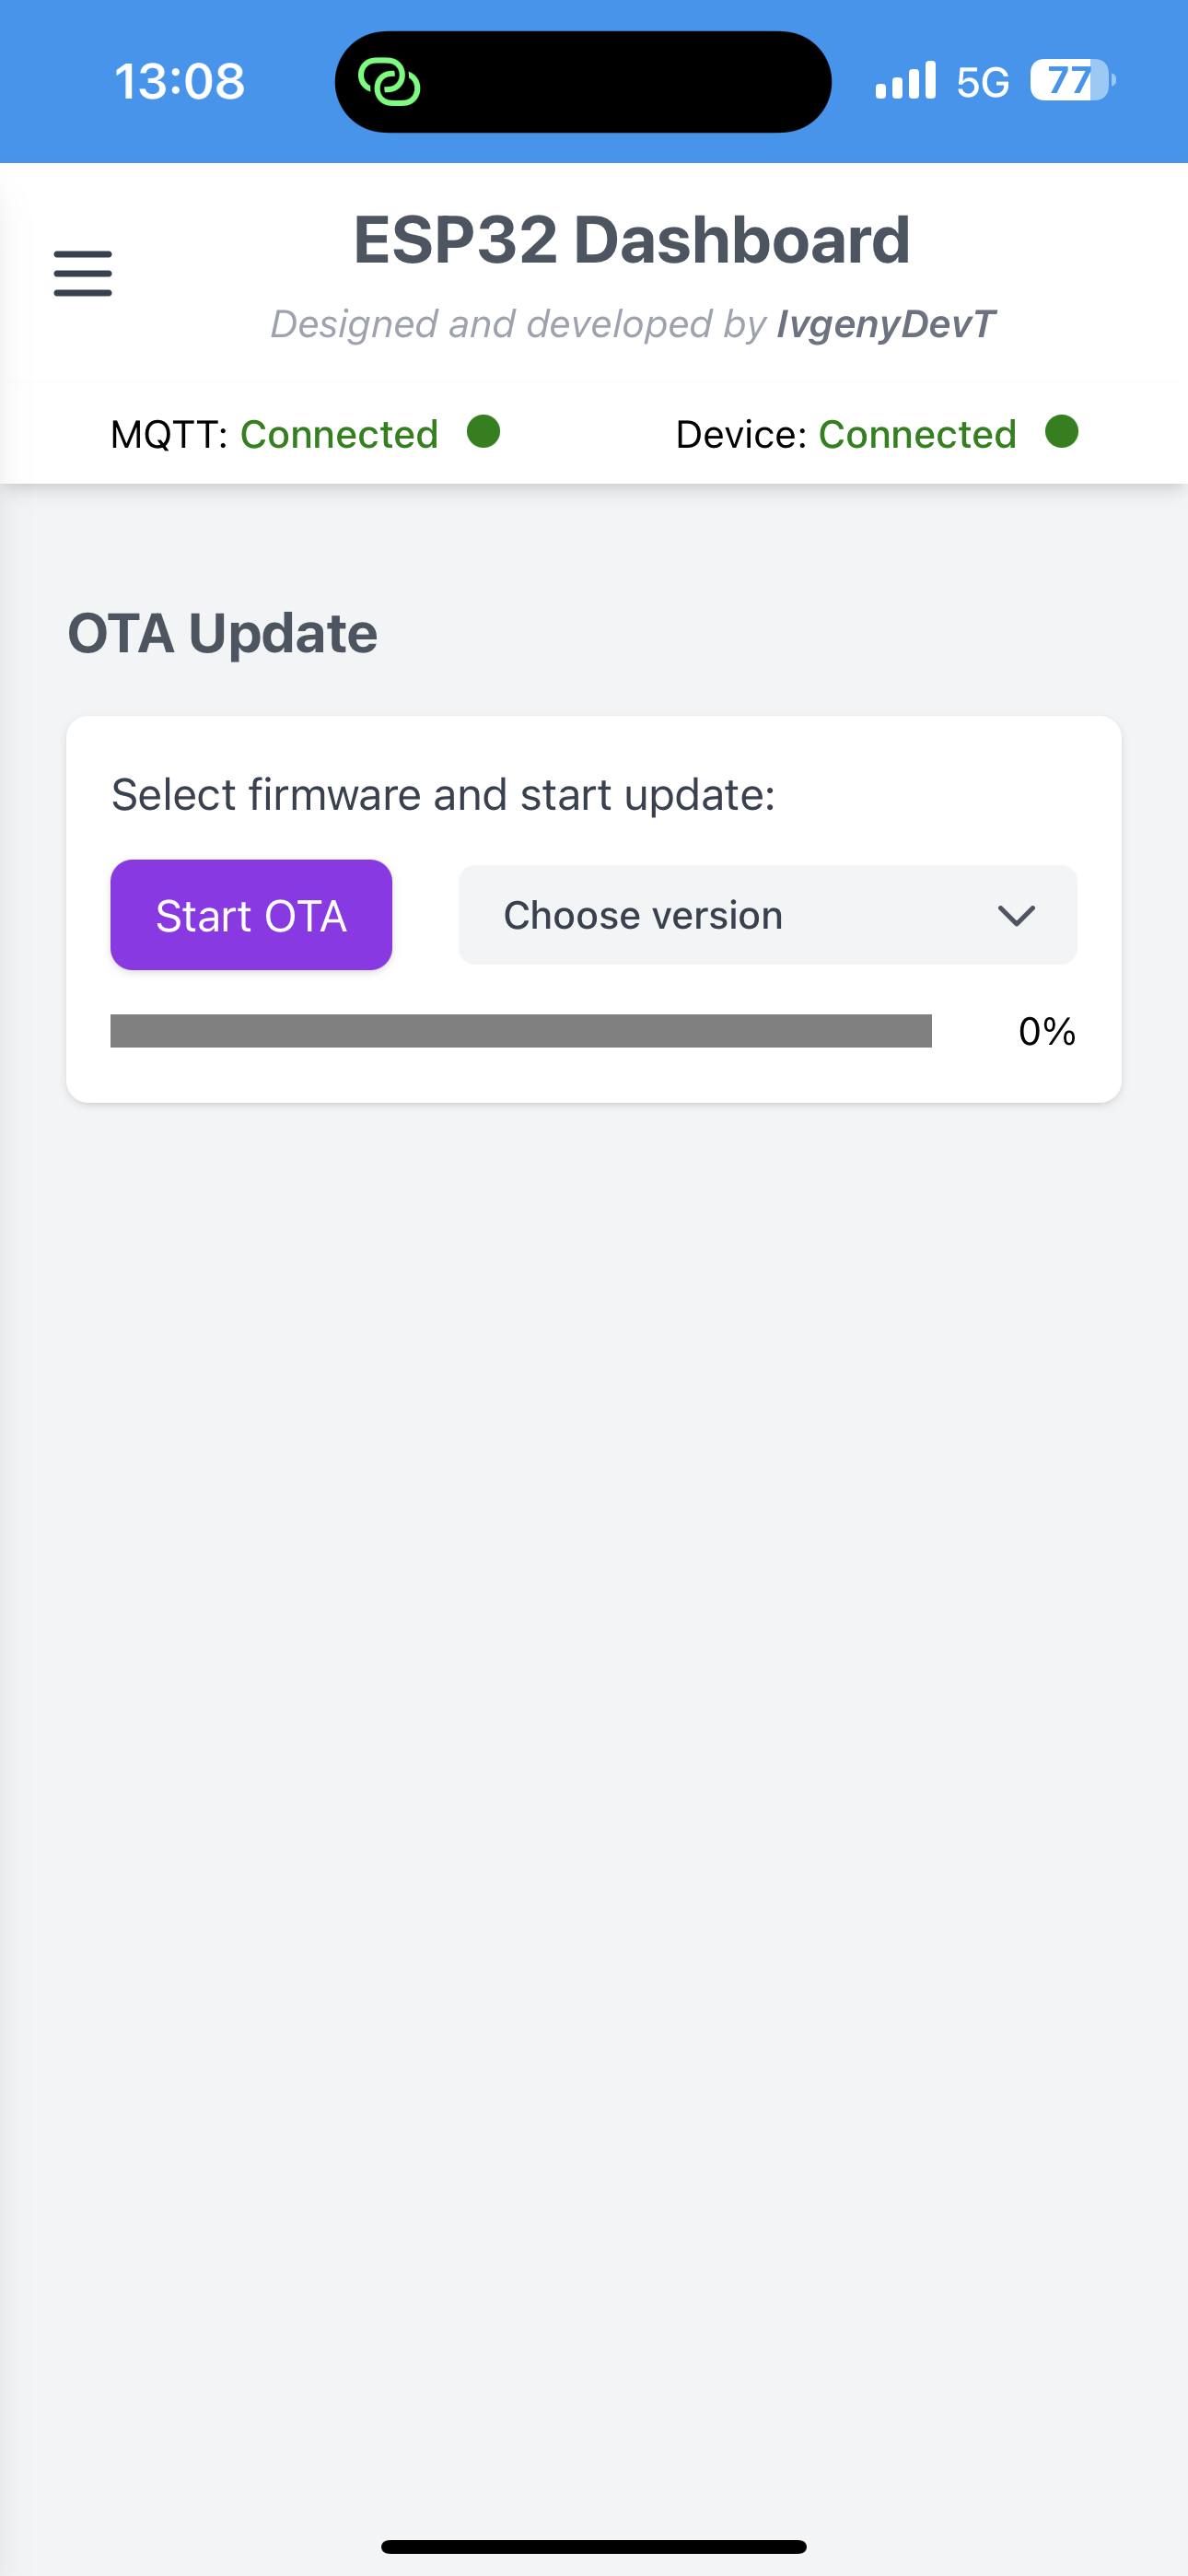 13:08 5G 77
ESP32 Dashboard
Designed and developed by IvgenyDevT
MQTT: Connected Device: Connected
OTA Update
Select firmware and start update:
Start OTA Choose version
0%